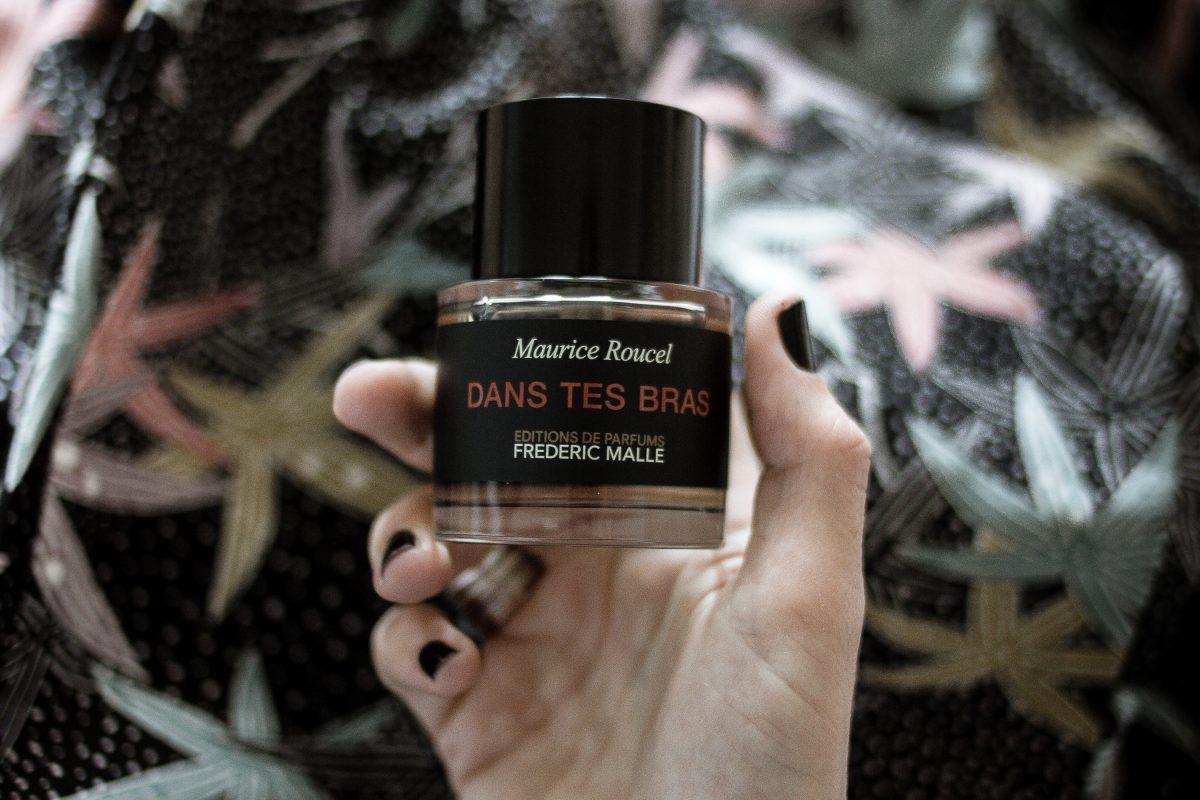 Maurice Roucel
DANS TES BRAS
EDITIONS DE PARFUMS
FREDERIC MALLE